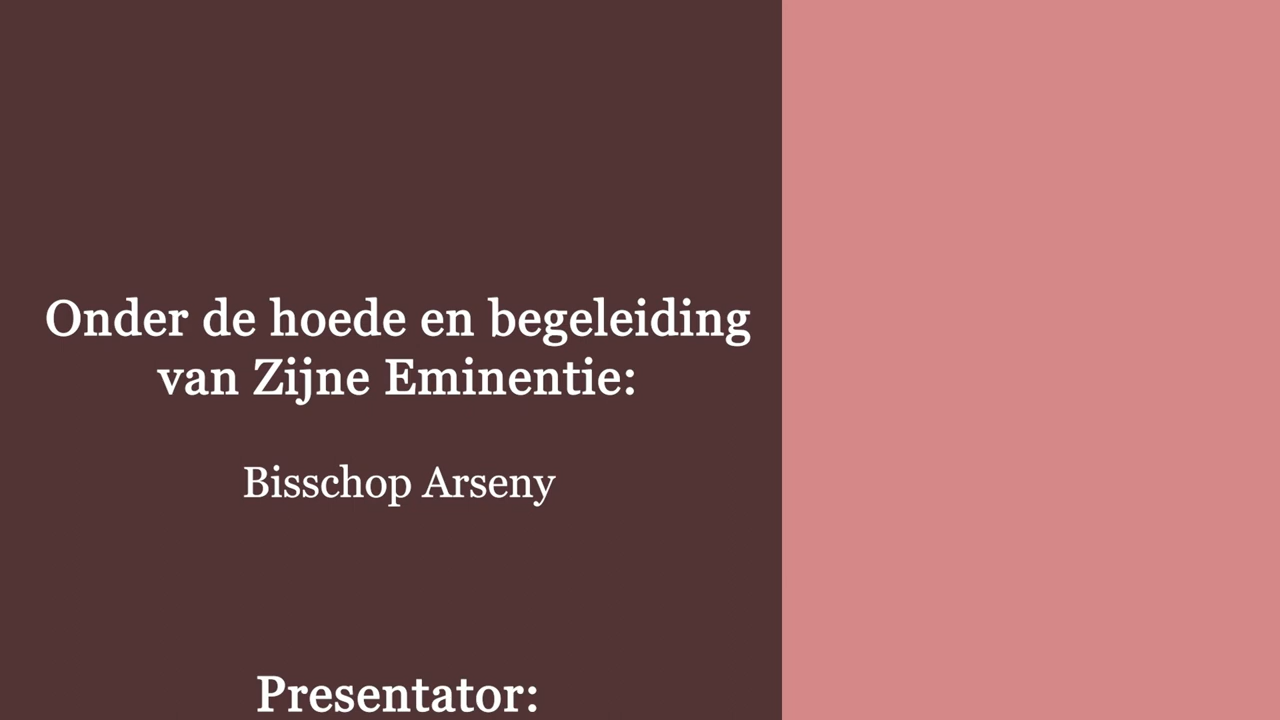 Onder de hoede en begeleiding
van Zijne Eminentie:
Bisschop Arseny
Presentator: